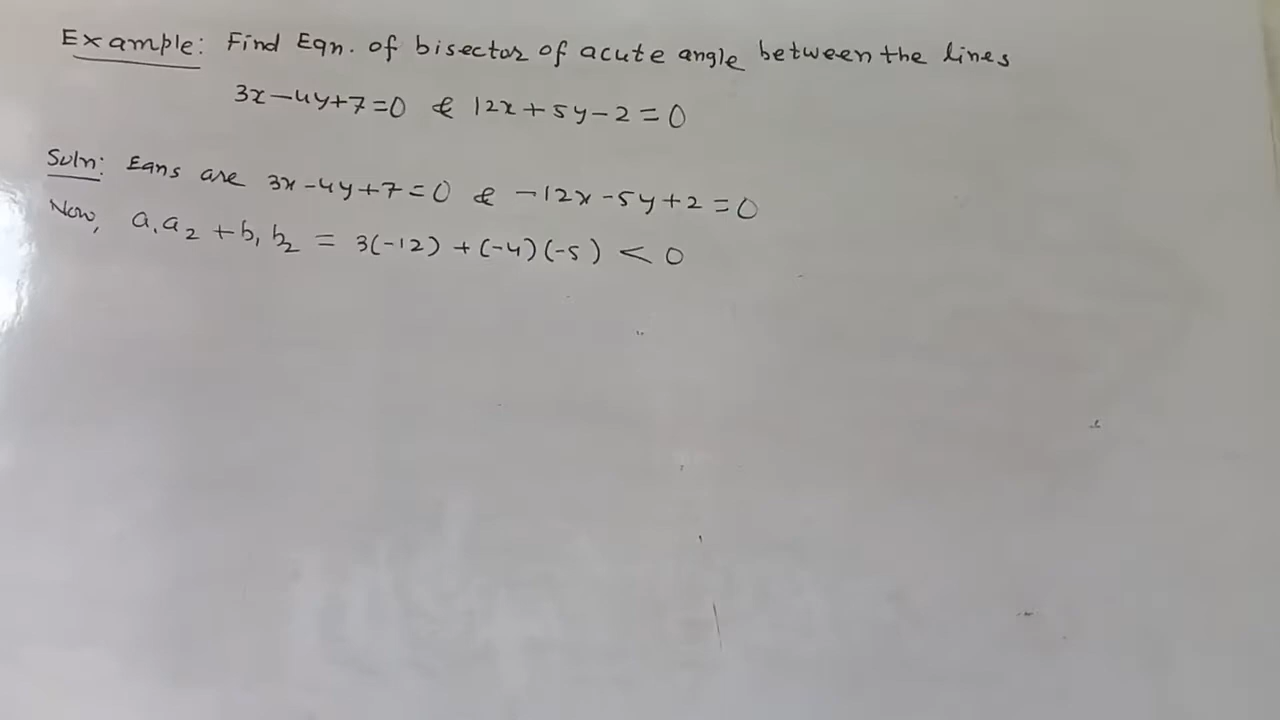 Example: Find Eqn. of bisector of acute angle between the lines
3x-4y+7=0 & 12x+5y-2=0
Soln: Eqns are 3x-4y+7=0 & -12x-5y+2=0
Now, a₁a₂+b₁b₂ = 3(-12)+(-4)(-5) < 0